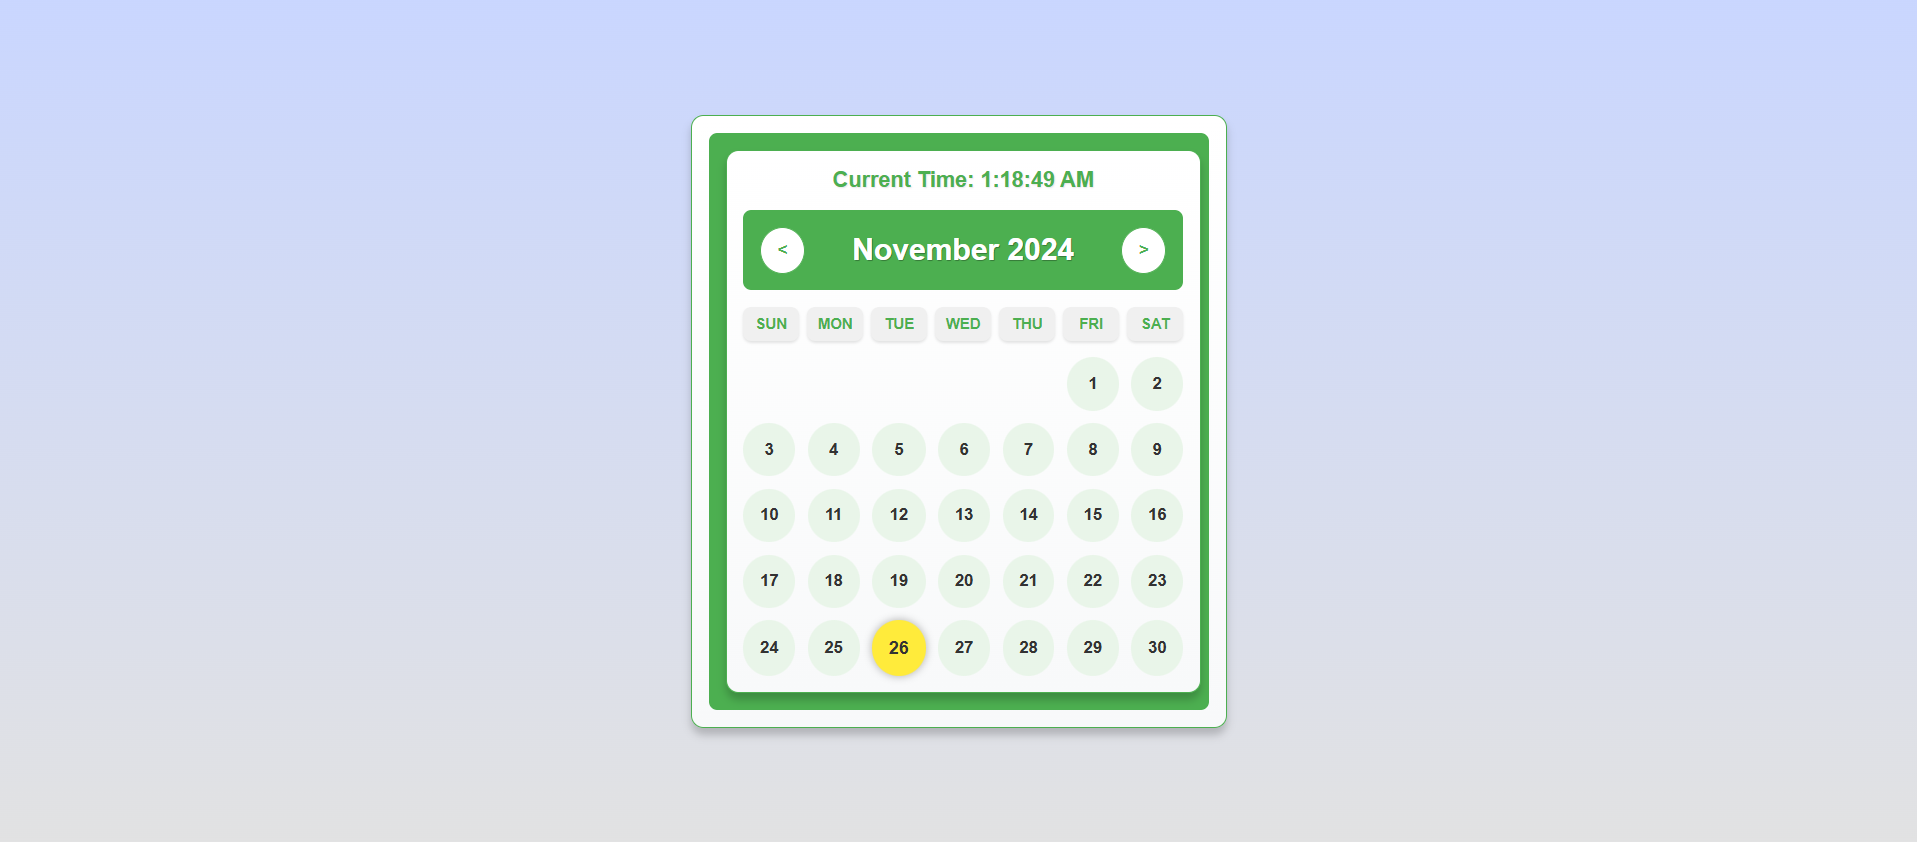 Current Time: 1:18:49 AM
< November 2024 >
SUN MON TUE WED THU FRI SAT
1 2
3 4 5 6 7 8 9
10 11 12 13 14 15 16
17 18 19 20 21 22 23
24 25 26 27 28 29 30